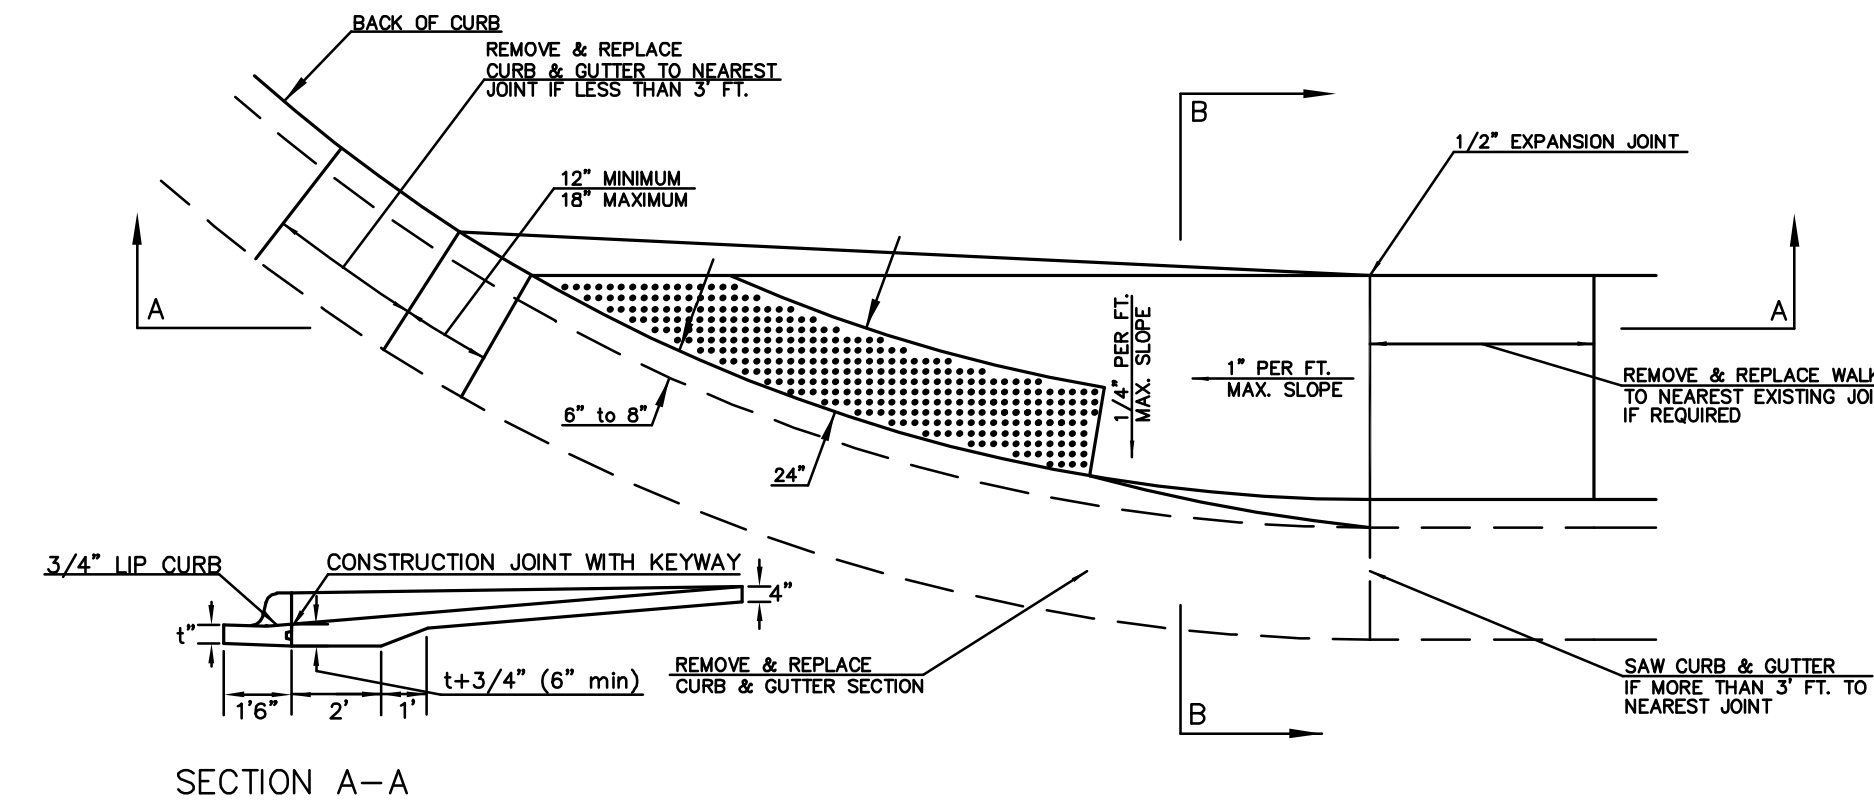 BACK OF CURB
REMOVE & REPLACE
CURB & GUTTER TO NEAREST
JOINT IF LESS THAN 3' FT.
B
1/2" EXPANSION JOINT
12" MINIMUM
18" MAXIMUM
A
A
1/4" PER FT.
MAX. SLOPE
1" PER FT.
MAX. SLOPE
REMOVE & REPLACE WALK
TO NEAREST EXISTING JOI
IF REQUIRED
6" to 8"
24"
3/4" LIP CURB
CONSTRUCTION JOINT WITH KEYWAY
4"
t"
t+3/4" (6" min)
1'6"
2'
1'
REMOVE & REPLACE
CURB & GUTTER SECTION
SAW CURB & GUTTER
IF MORE THAN 3' FT. TO
NEAREST JOINT
B
SECTION A-A